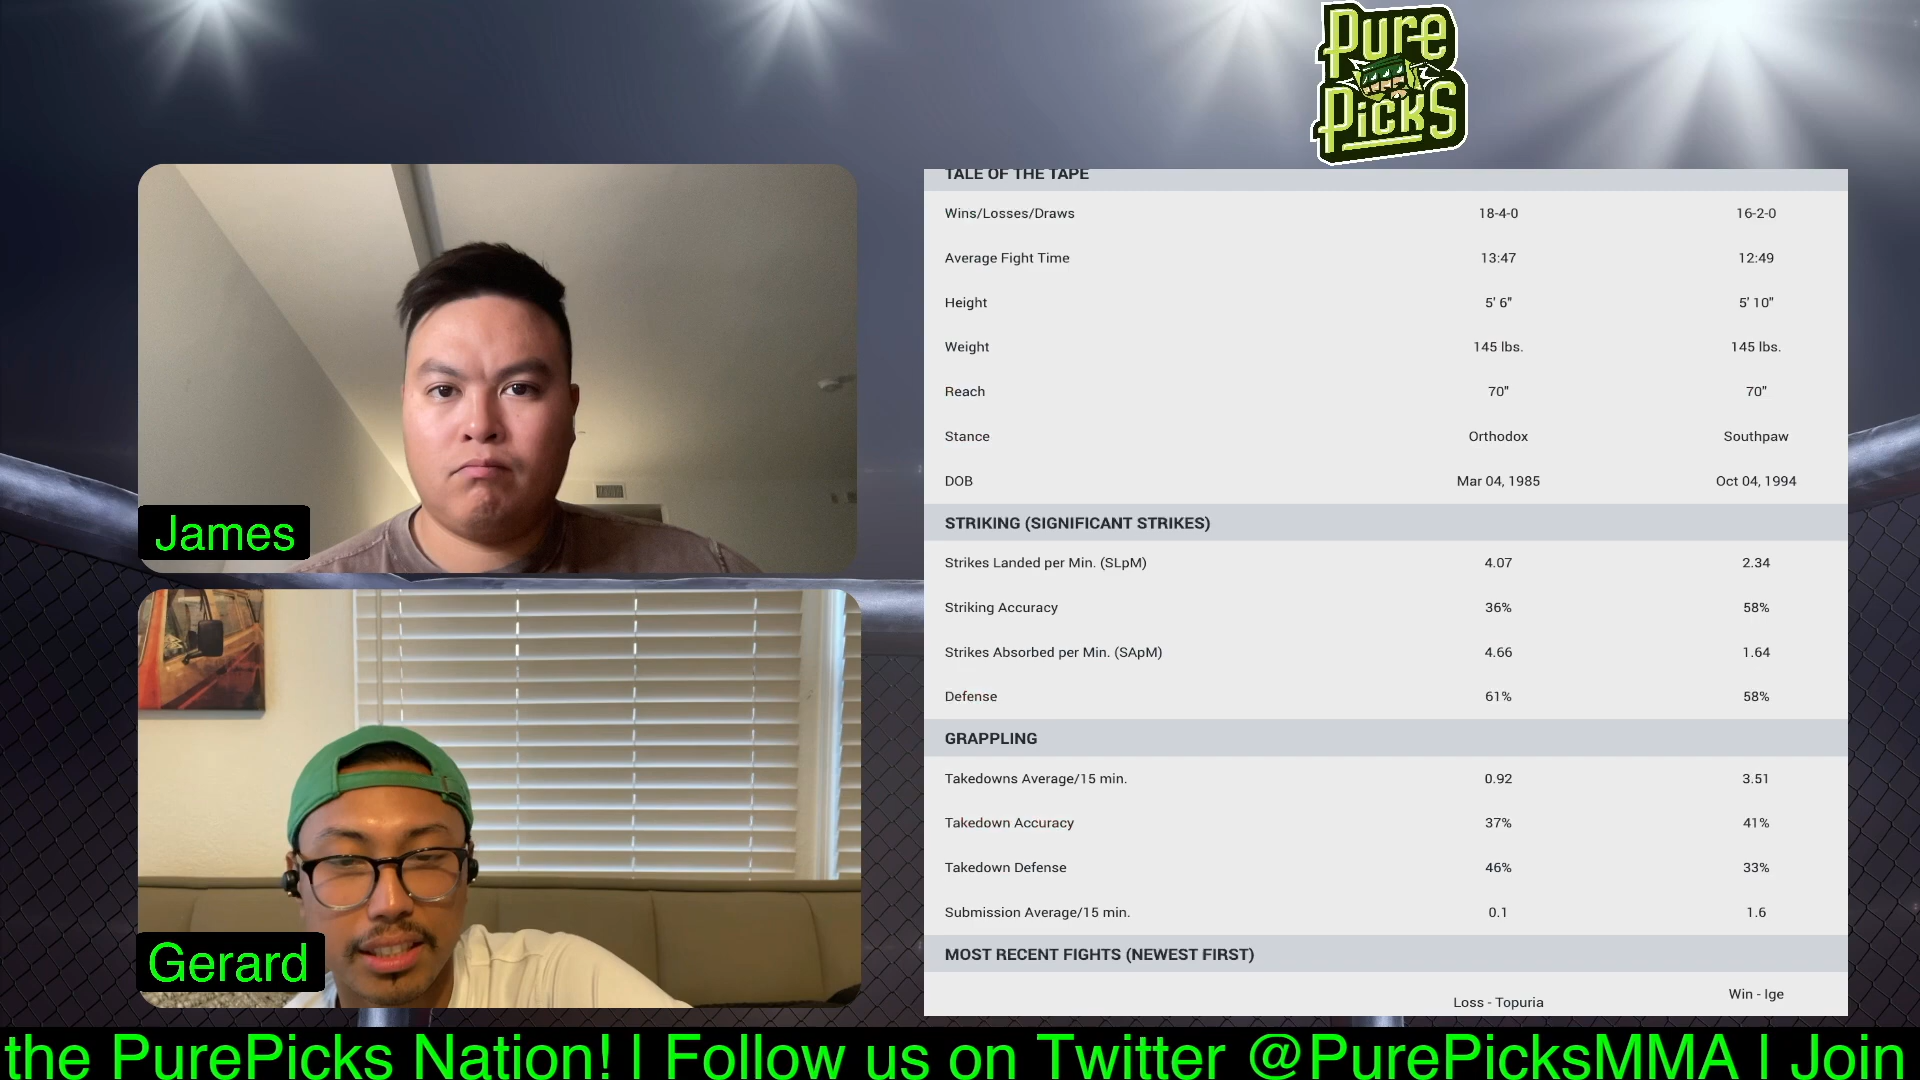 Pure
Picks
TALE OF THE TAPE
Wins/Losses/Draws 18-4-0 16-2-0
Average Fight Time 13:47 12:49
Height 5' 6" 5' 10"
Weight 145 lbs. 145 lbs.
Reach 70" 70"
Stance Orthodox Southpaw
DOB Mar 04, 1985 Oct 04, 1994
STRIKING (SIGNIFICANT STRIKES)
Strikes Landed per Min. (SLpM) 4.07 2.34
Striking Accuracy 36% 58%
Strikes Absorbed per Min. (SApM) 4.66 1.64
Defense 61% 58%
GRAPPLING
Takedowns Average/15 min. 0.92 3.51
Takedown Accuracy 37% 41%
Takedown Defense 46% 33%
Submission Average/15 min. 0.1 1.6
MOST RECENT FIGHTS (NEWEST FIRST)
Loss - Topuria Win - Ige
James
Gerard
the PurePicks Nation! | Follow us on Twitter @PurePicksMMA | Join